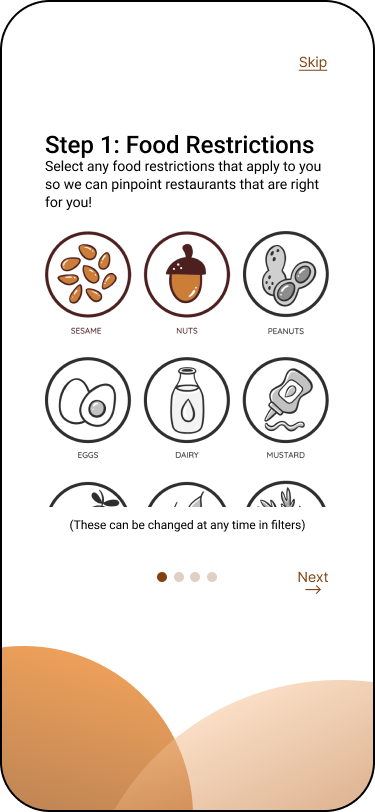 Skip
Step 1: Food Restrictions
Select any food restrictions that apply to you
so we can pinpoint restaurants that are right
for you!
SESAME NUTS PEANUTS
EGGS DAIRY MUSTARD
(These can be changed at any time in filters)
Next